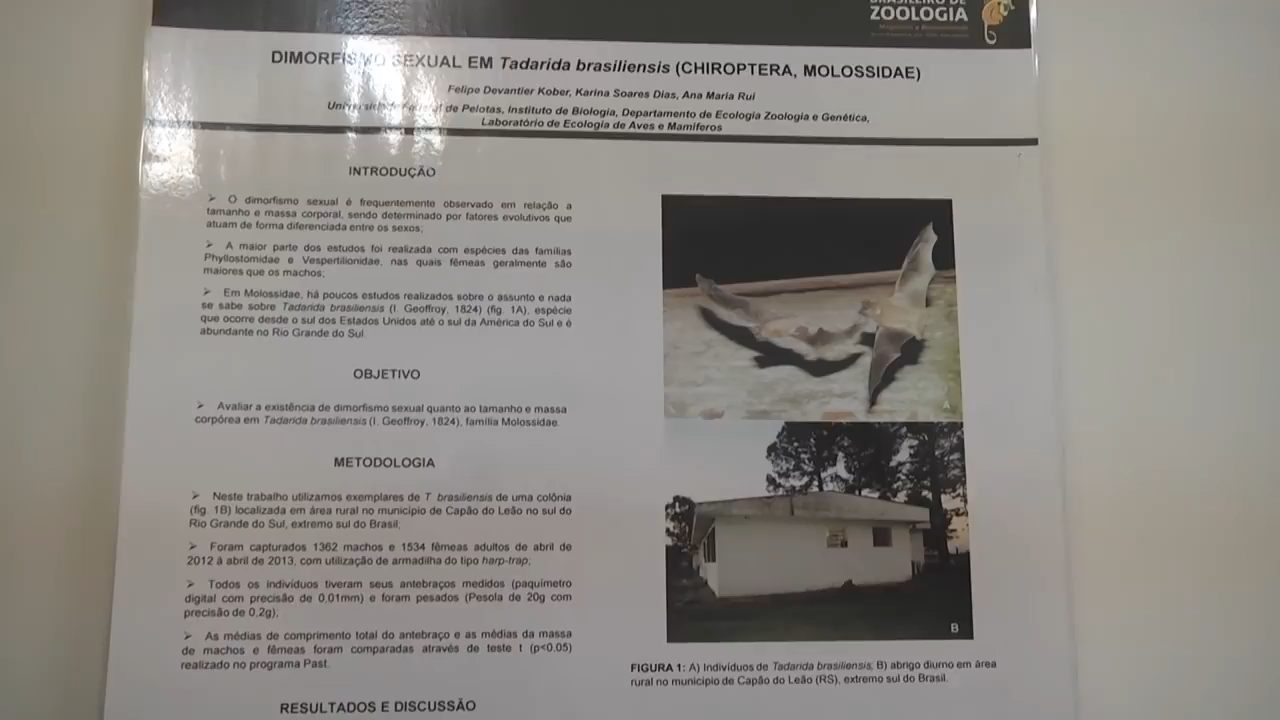 BRASILEIRO DE
ZOOLOGIA
DIMORFISMO SEXUAL EM Tadarida brasiliensis (CHIROPTERA, MOLOSSIDAE)
Felipe Devantier Kober, Karina Soares Dias, Ana Maria Rui
Universidade Federal de Pelotas, Instituto de Biologia, Departamento de Ecologia Zoologia e Genética,
Laboratório de Ecologia de Aves e Mamíferos
INTRODUÇÃO
➢ O dimorfismo sexual é frequentemente observado em relação a
tamanho e massa corporal, sendo determinado por fatores evolutivos que
atuam de forma diferenciada entre os sexos;
➢ A maior parte dos estudos foi realizada com espécies das famílias
Phyllostomidae e Vespertilionidae, nas quais fêmeas geralmente são
maiores que os machos;
➢ Em Molossidae, há poucos estudos realizados sobre o assunto e nada
se sabe sobre Tadarida brasiliensis (I. Geoffroy, 1824) (fig. 1A), espécie
que ocorre desde o sul dos Estados Unidos até o sul da América do Sul e é
abundante no Rio Grande do Sul.
OBJETIVO
➢ Avaliar a existência de dimorfismo sexual quanto ao tamanho e massa
corpórea em Tadarida brasiliensis (I. Geoffroy, 1824), família Molossidae.
METODOLOGIA
➢ Neste trabalho utilizamos exemplares de T. brasiliensis de uma colônia
(fig. 1B) localizada em área rural no município de Capão do Leão no sul do
Rio Grande do Sul, extremo sul do Brasil;
➢ Foram capturados 1362 machos e 1534 fêmeas adultos de abril de
2012 à abril de 2013, com utilização de armadilha do tipo harp-trap;
➢ Todos os indivíduos tiveram seus antebraços medidos (paquímetro
digital com precisão de 0,01mm) e foram pesados (Pesola de 20g com
precisão de 0,2g);
➢ As médias de comprimento total do antebraço e as médias da massa
de machos e fêmeas foram comparadas através de teste t (p<0.05)
realizado no programa Past.
RESULTADOS E DISCUSSÃO
A
B
FIGURA 1: A) Indivíduos de Tadarida brasiliensis; B) abrigo diurno em área
rural no município de Capão do Leão (RS), extremo sul do Brasil.